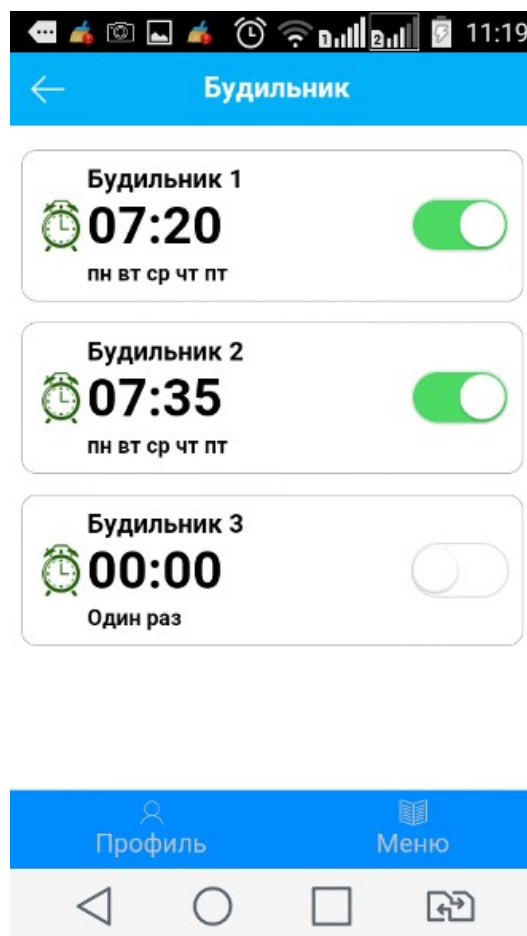 11:19
Будильник
Будильник 1
07:20
пн вт ср чт пт
Будильник 2
07:35
пн вт ср чт пт
Будильник 3
00:00
Один раз
Профиль
Меню